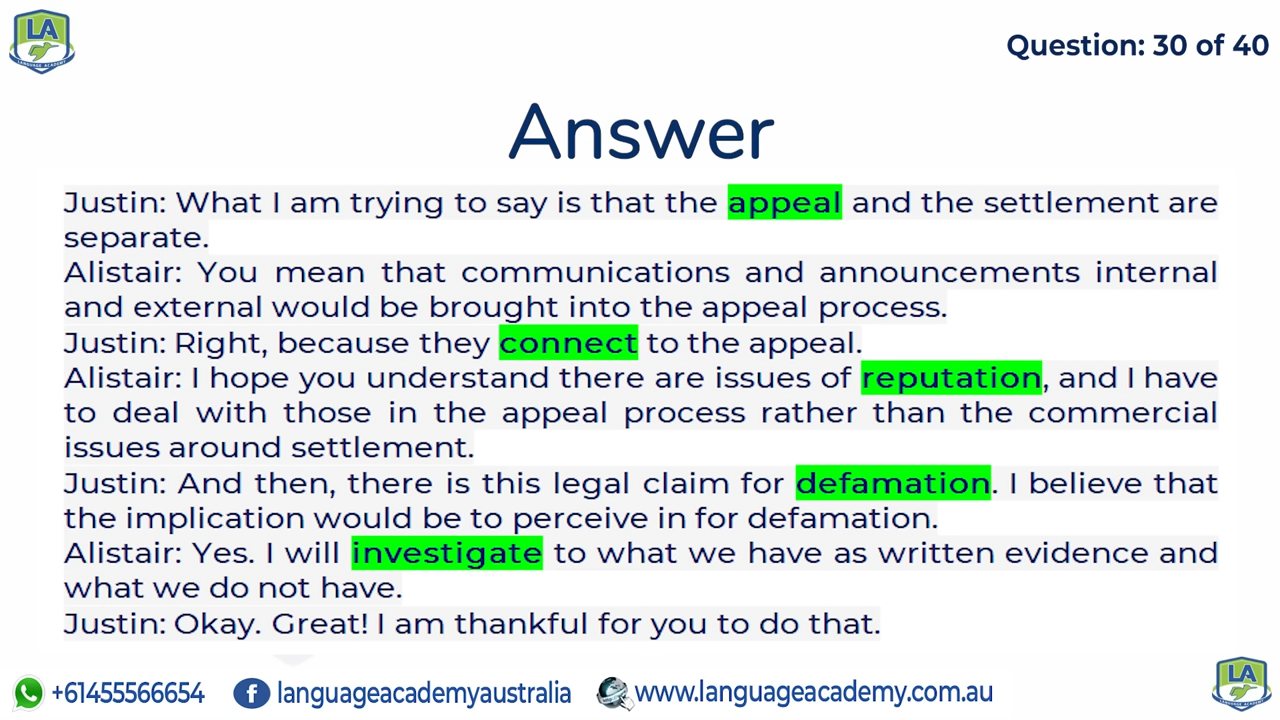 LA
LANGUAGE ACADEMY
Question: 30 of 40
Answer
Justin: What I am trying to say is that the appeal and the settlement are
separate.
Alistair: You mean that communications and announcements internal
and external would be brought into the appeal process.
Justin: Right, because they connect to the appeal.
Alistair: I hope you understand there are issues of reputation, and I have
to deal with those in the appeal process rather than the commercial
issues around settlement.
Justin: And then, there is this legal claim for defamation. I believe that
the implication would be to perceive in for defamation.
Alistair: Yes. I will investigate to what we have as written evidence and
what we do not have.
Justin: Okay. Great! I am thankful for you to do that.
+61455566654
languageacademyaustralia
www.languageacademy.com.au
LA
LANGUAGE ACADEMY